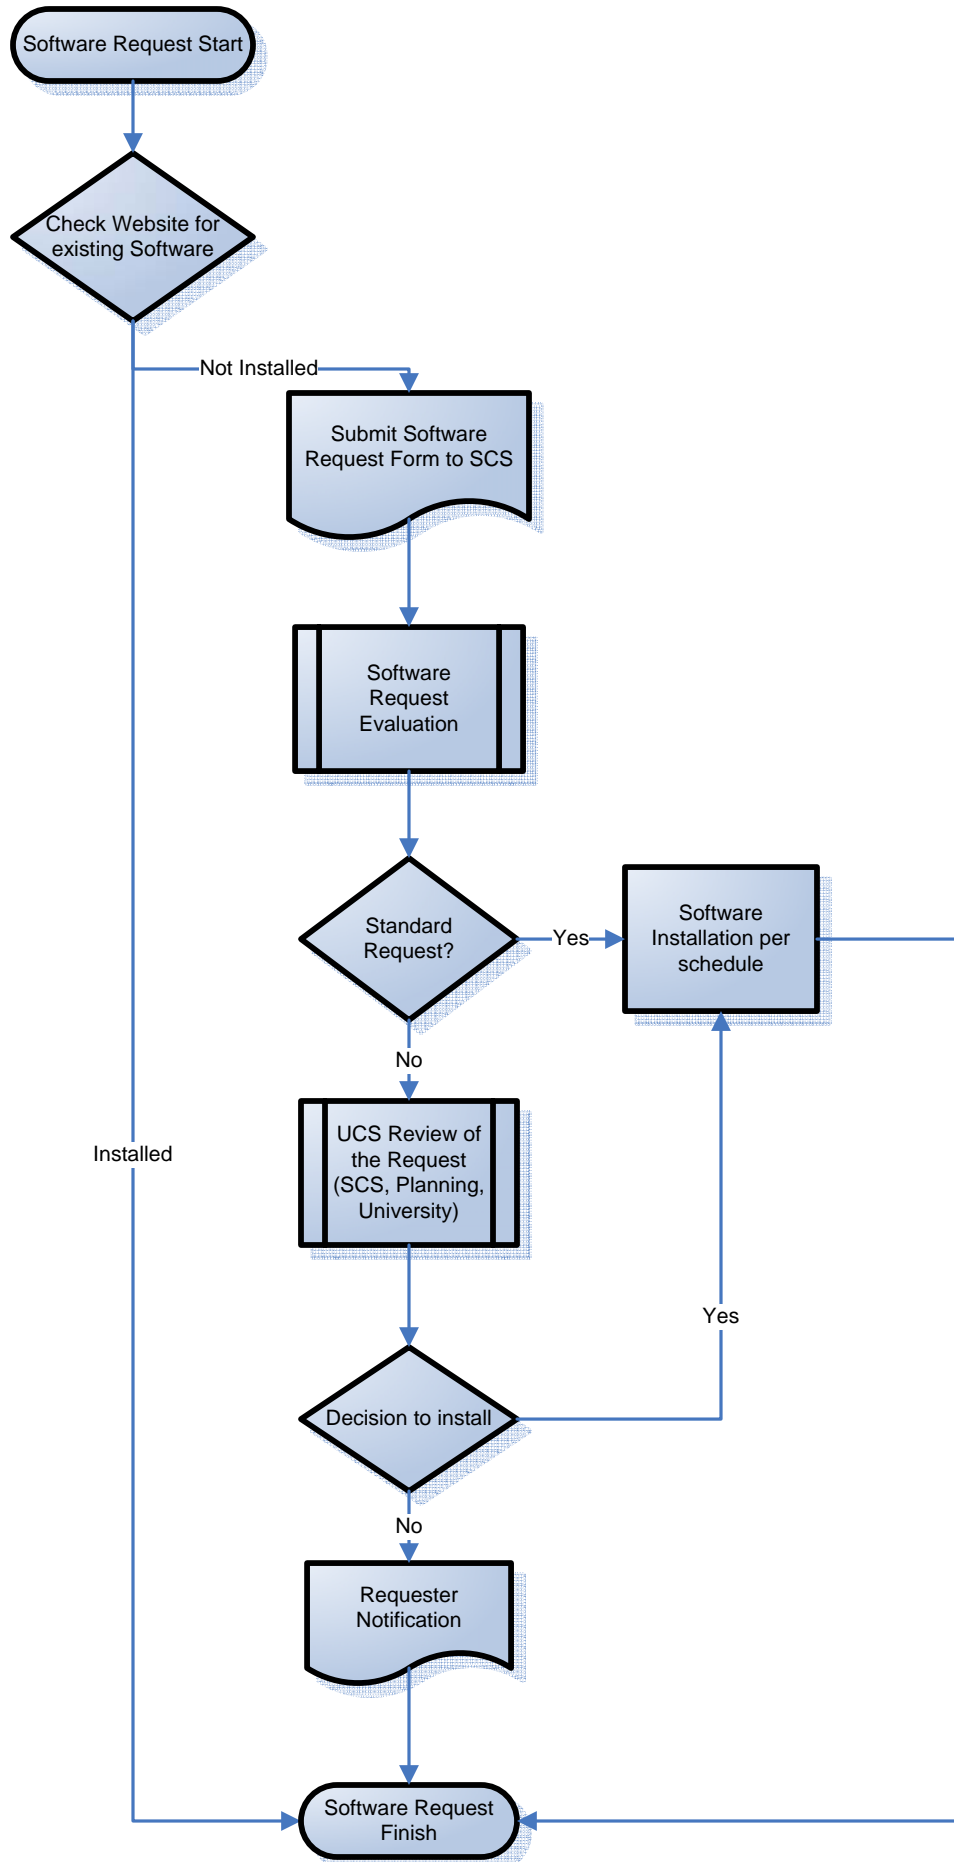 Software Request Start
Check Website for
existing Software
Not Installed
Submit Software
Request Form to SCS
Software
Request
Evaluation
Standard
Request?
Yes
Software
Installation per
schedule
No
UCS Review of
the Request
(SCS, Planning,
University)
Installed
Yes
Decision to install
No
Requester
Notification
Software Request
Finish